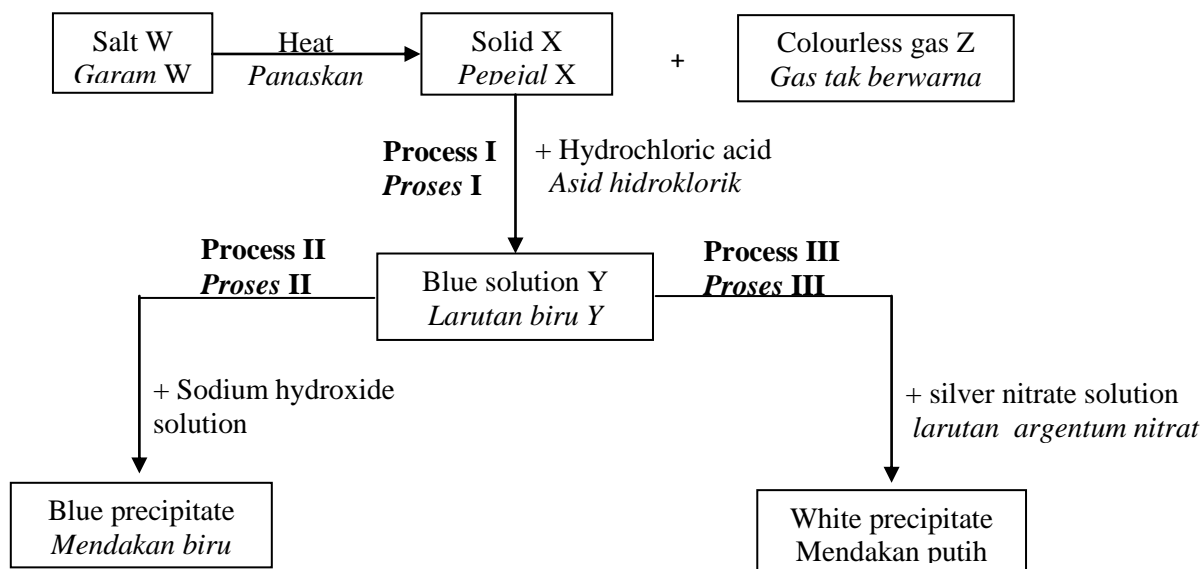 Salt W
Garam W
Heat
Panaskan
Solid X
Pepejal X
+
Colourless gas Z
Gas tak berwarna
Process I
Proses I
+ Hydrochloric acid
Asid hidroklorik
Process II
Proses II
Blue solution Y
Larutan biru Y
Process III
Proses III
+ Sodium hydroxide
solution
+ silver nitrate solution
larutan argentum nitrat
Blue precipitate
Mendakan biru
White precipitate
Mendakan putih